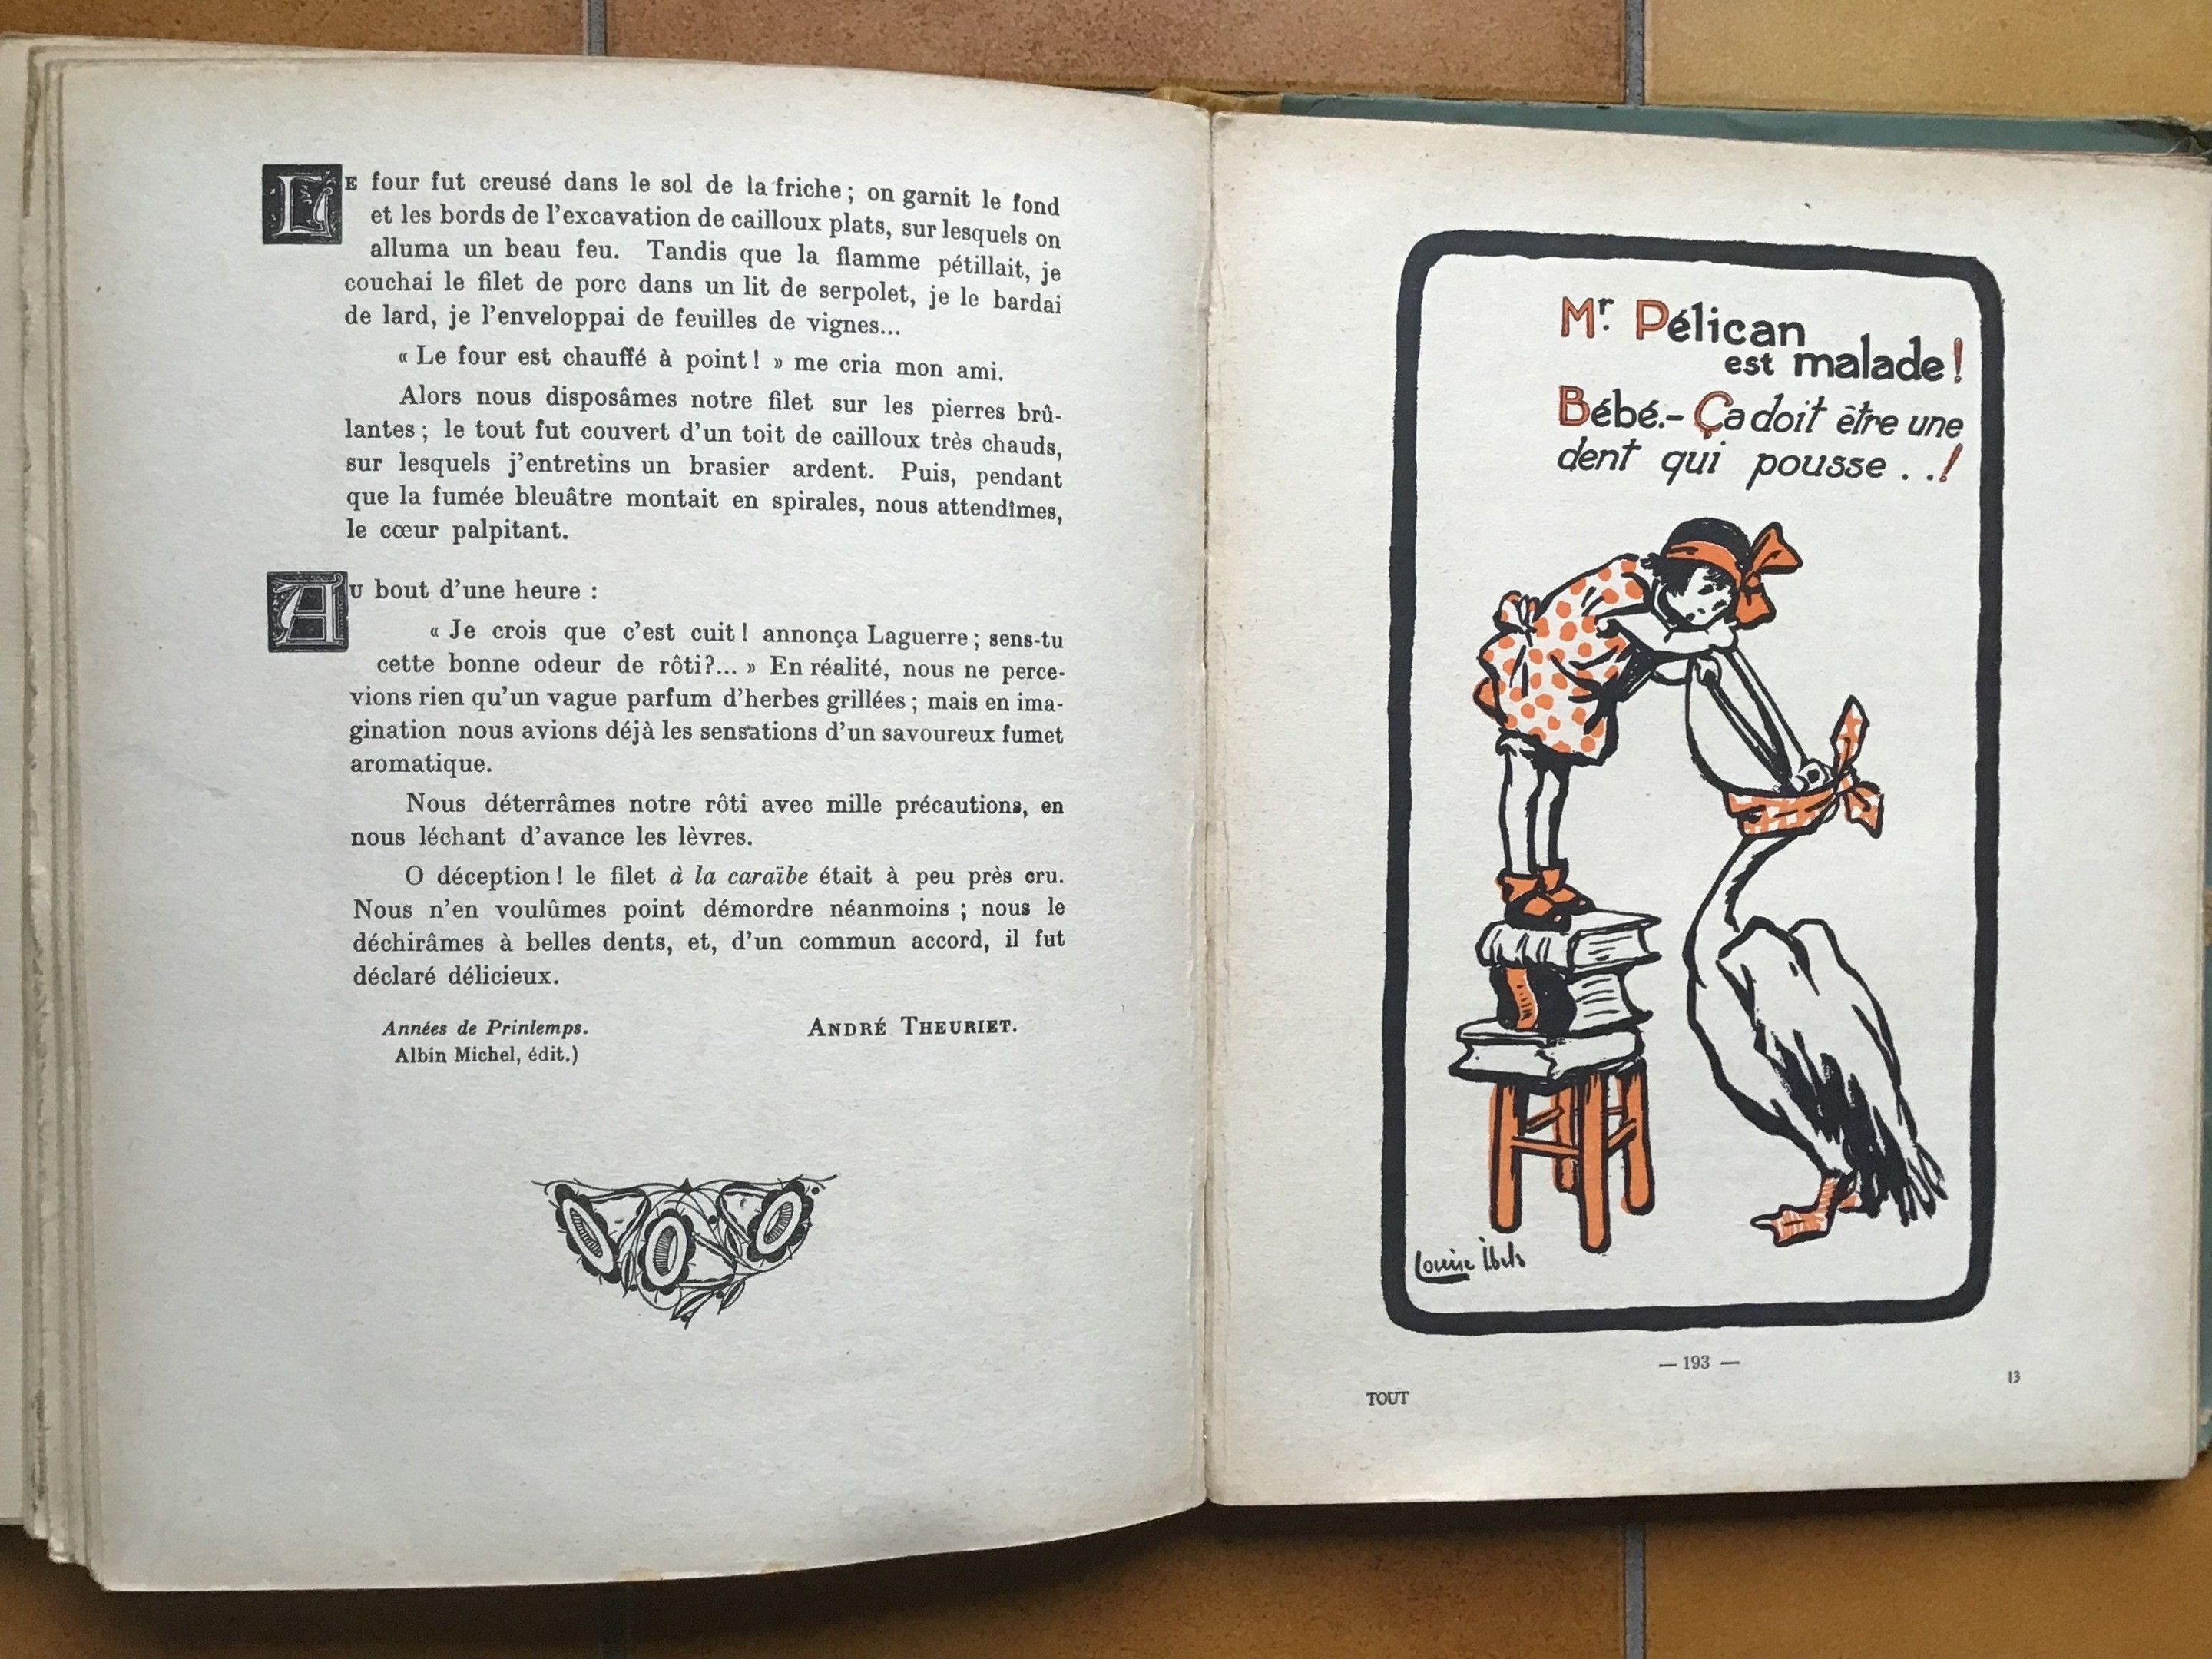 LE four fut creusé dans le sol de la friche ; on garnit le fond
et les bords de l'excavation de cailloux plats, sur lesquels on
alluma un beau feu. Tandis que la flamme pétillait, je
couchai le filet de porc dans un lit de serpolet, je le bardai
de lard, je l'enveloppai de feuilles de vignes...
« Le four est chauffé à point ! » me cria mon ami.
Alors nous disposâmes notre filet sur les pierres brû-
lantes ; le tout fut couvert d'un toit de cailloux très chauds,
sur lesquels j'entretins un brasier ardent. Puis, pendant
que la fumée bleuâtre montait en spirales, nous attendîmes,
le cœur palpitant.
AU bout d'une heure :
« Je crois que c'est cuit ! annonça Laguerre ; sens-tu
cette bonne odeur de rôti ?... » En réalité, nous ne perce-
vions rien qu'un vague parfum d'herbes grillées ; mais en ima-
gination nous avions déjà les sensations d'un savoureux fumet
aromatique.
Nous déterrâmes notre rôti avec mille précautions, en
nous léchant d'avance les lèvres.
O déception ! le filet à la caraïbe était à peu près cru.
Nous n'en voulûmes point démordre néanmoins ; nous le
déchirâmes à belles dents, et, d'un commun accord, il fut
déclaré délicieux.
Années de Printemps. ANDRÉ THEURIET.
Albin Michel, édit.)
Mr. Pélican
est malade !
Bébé.- Ça doit être une
dent qui pousse . . !
Louise Ibels
— 193 —
13
TOUT